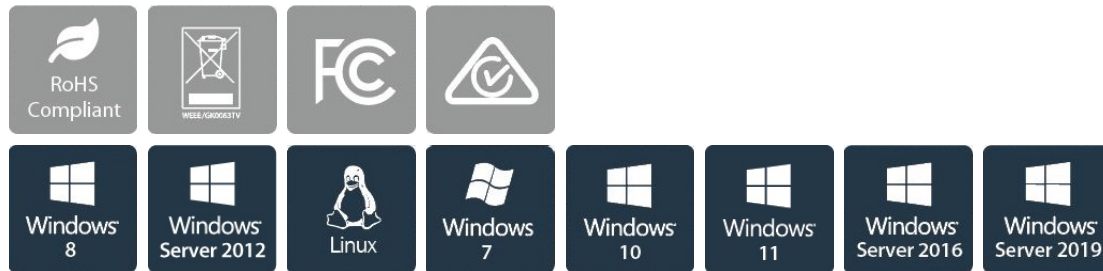 RoHS
Compliant
WEEE/GK0083TV
FC
Windows
8
Windows
Server 2012
Linux
Windows
7
Windows
10
Windows
11
Windows
Server 2016
Windows
Server 2019